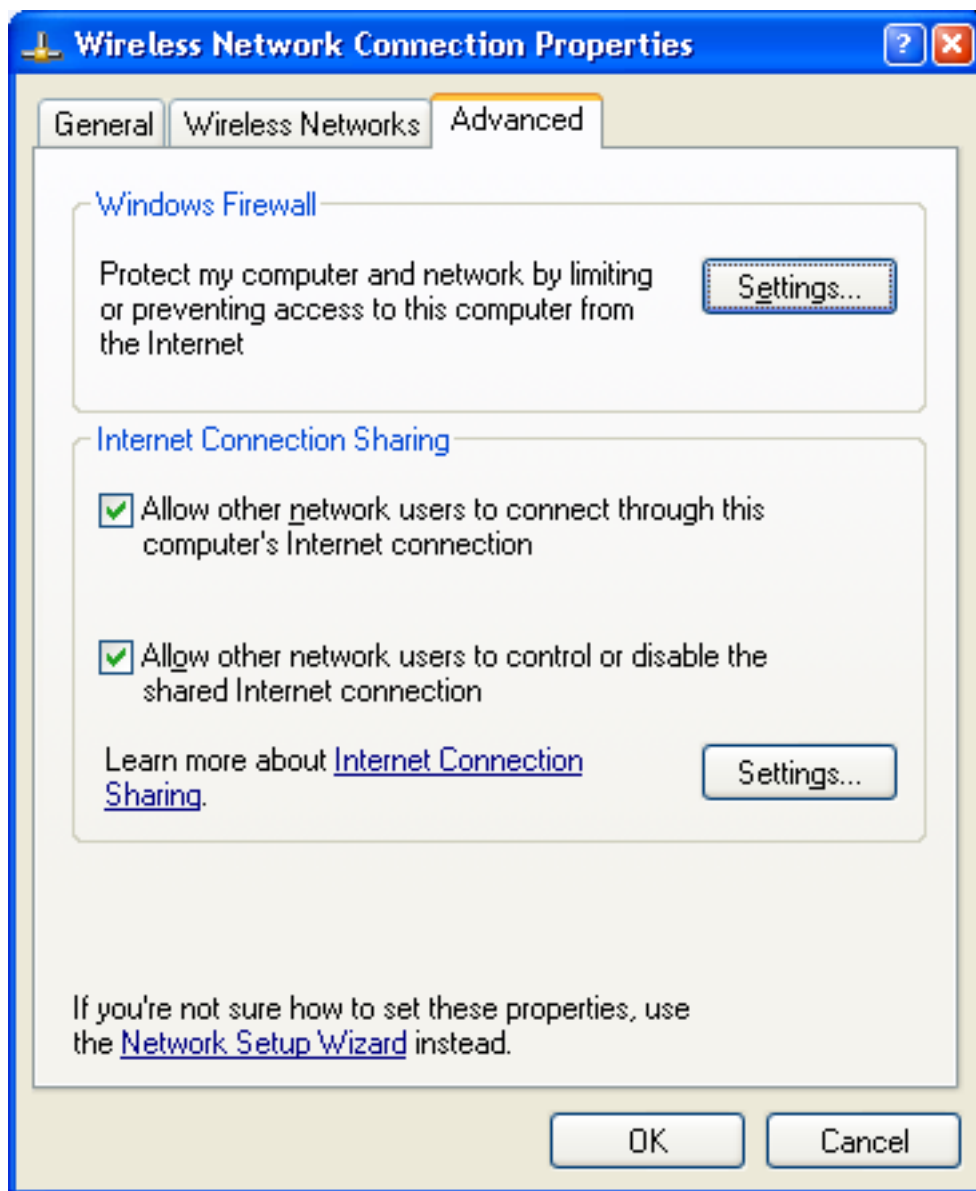 Wireless Network Connection Properties
?
General
Wireless Networks
Advanced
Windows Firewall
Protect my computer and network by limiting
or preventing access to this computer from
the Internet
Settings...
Internet Connection Sharing
Allow other network users to connect through this
computer's Internet connection
Allow other network users to control or disable the
shared Internet connection
Learn more about Internet Connection
Sharing.
Settings...
If you're not sure how to set these properties, use
the Network Setup Wizard instead.
OK
Cancel